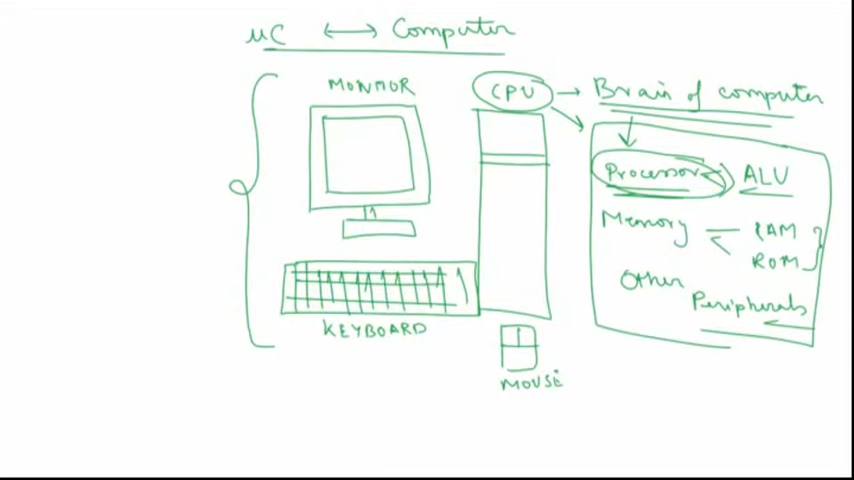 µC ⟷ Computer
MONITOR
CPU → Brain of computer
Processor ALU
Memory RAM
ROM
Other
Peripherals
KEYBOARD
MOUSE